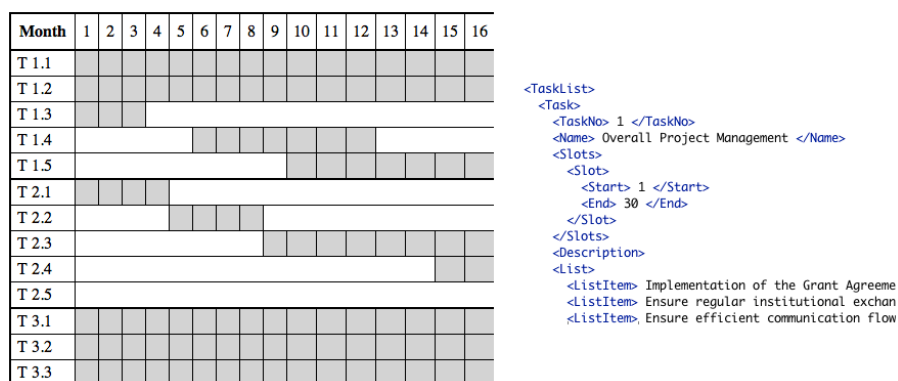 Month 1 2 3 4 5 6 7 8 9 10 11 12 13 14 15 16
T 1.1
T 1.2
T 1.3
T 1.4
T 1.5
T 2.1
T 2.2
T 2.3
T 2.4
T 2.5
T 3.1
T 3.2
T 3.3
<TaskList>
<Task>
<TaskNo> 1 </TaskNo>
<Name> Overall Project Management </Name>
<Slots>
<Slot>
<Start> 1 </Start>
<End> 30 </End>
</Slot>
</Slots>
<Description>
<List>
<ListItem> Implementation of the Grant Agreeme
<ListItem> Ensure regular institutional exchan
<ListItem> Ensure efficient communication flow